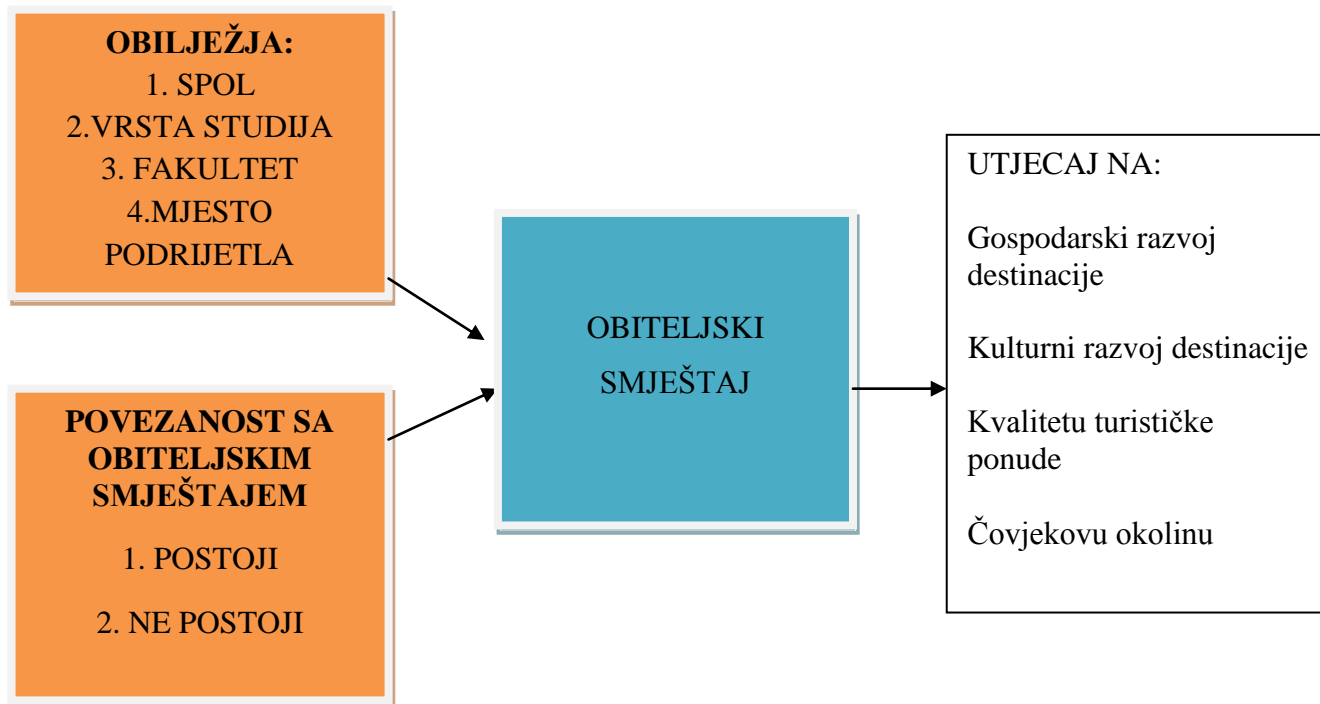 OBILJEŽJA:
1. SPOL
2.VRSTA STUDIJA
3. FAKULTET
4.MJESTO
PODRIJETLA
POVEZANOST SA
OBITELJSKIM
SMJEŠTAJEM
1. POSTOJI
2. NE POSTOJI
OBITELJSKI
SMJEŠTAJ
UTJECAJ NA:
Gospodarski razvoj
destinacije
Kulturni razvoj destinacije
Kvalitetu turističke
ponude
Čovjekovu okolinu